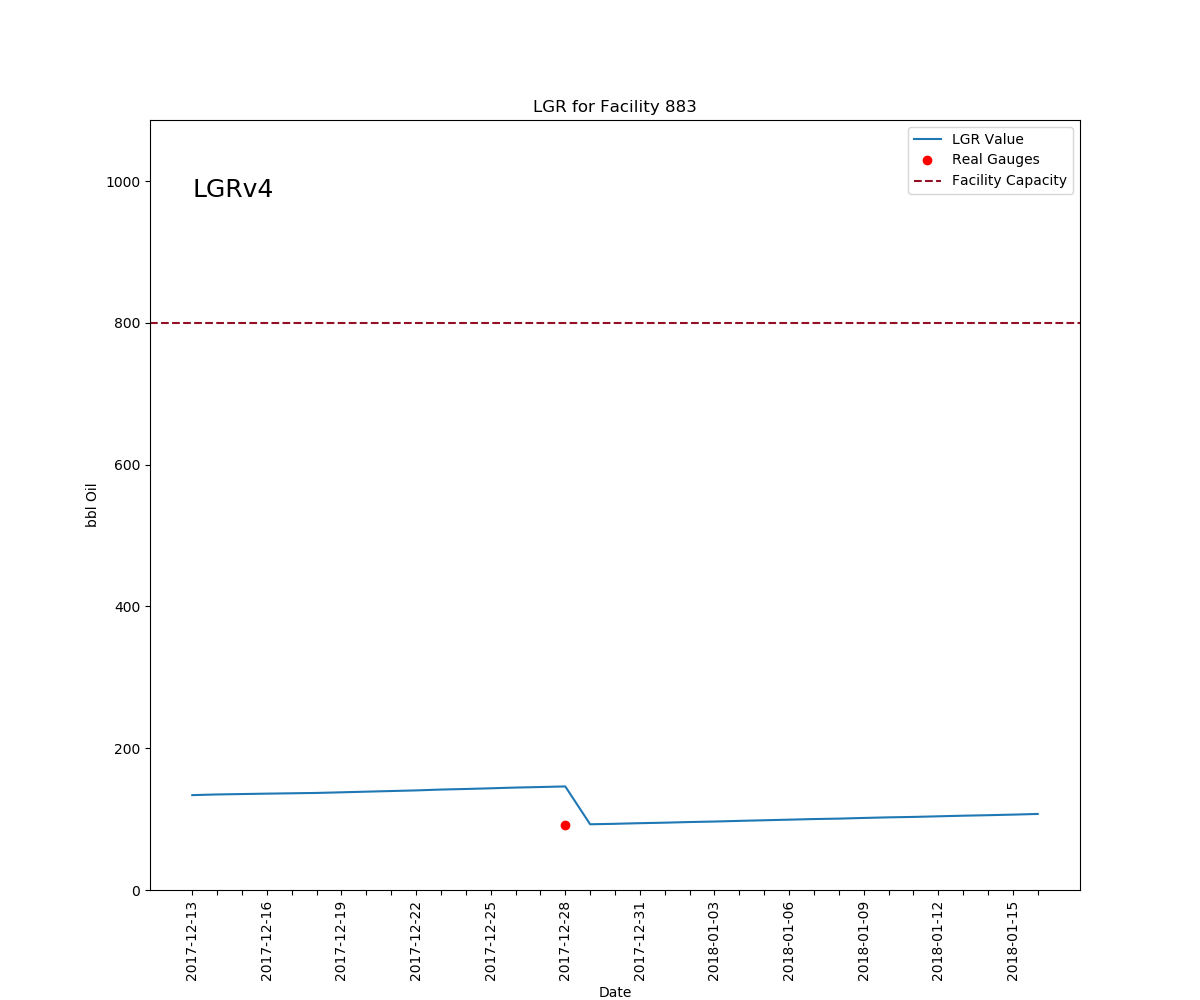 LGR for Facility 883
LGR Value
Real Gauges
Facility Capacity
LGRv4
1000
800
600
400
200
0
bbl Oil
2017-12-13
2017-12-16
2017-12-19
2017-12-22
2017-12-25
2017-12-28
2017-12-31
2018-01-03
2018-01-06
2018-01-09
2018-01-12
2018-01-15
Date